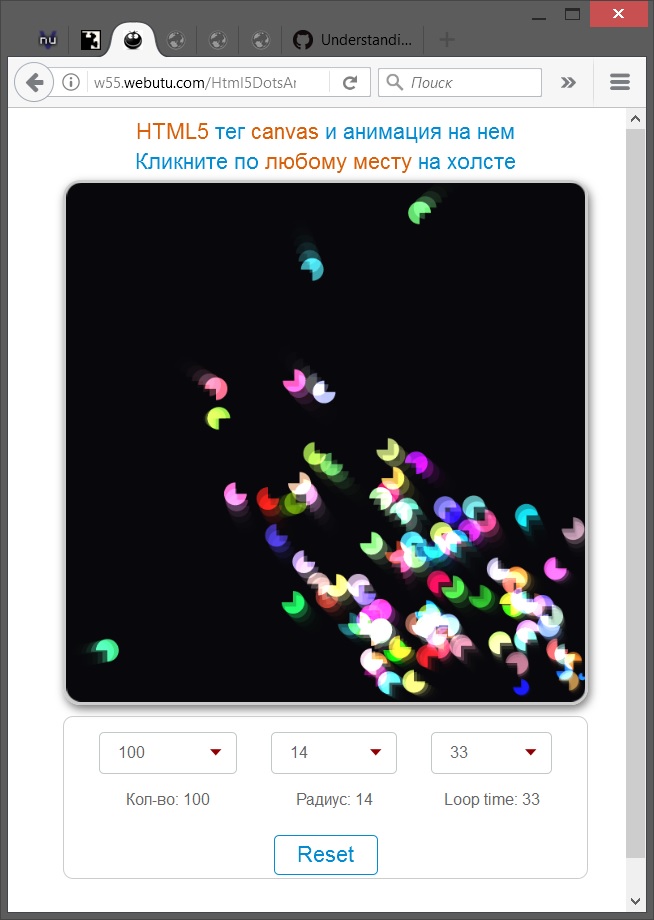 nu
Understandi...
w55.webutu.com/Html5DotsAr
Поиск
HTML5 тег canvas и анимация на нем
Кликните по любому месту на холсте
100
14
33
Кол-во: 100
Радиус: 14
Loop time: 33
Reset